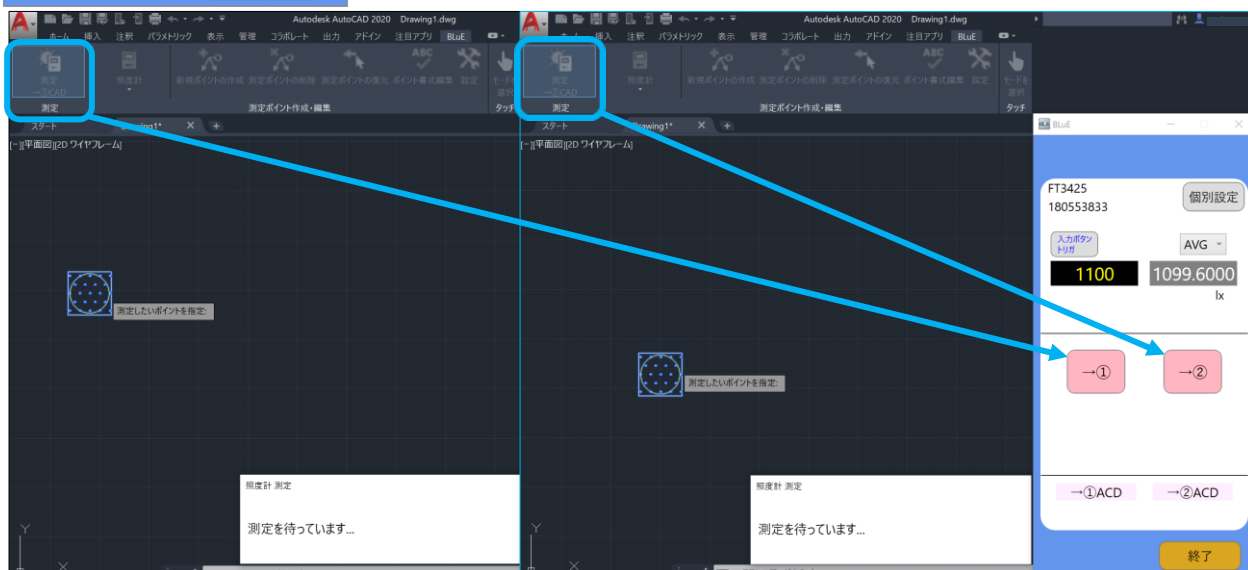 Autodesk AutoCAD 2020 Drawing1.dwg
ホーム 挿入 注釈 パラメトリック 表示 管理 コラボレート 出力 アドイン 注目アプリ BLuE
測定
→①CAD
照度計
新規ポイントの作成 測定ポイントの削除 測定ポイントの復元 ポイント書式編集 設定
モードを
選択
測定
測定ポイント作成・編集
タッチ
スタート
Drawing1*
[−][平面図][2D ワイヤフレーム]
測定したいポイントを指定:
照度計 測定
測定を待っています...
Y
X
Autodesk AutoCAD 2020 Drawing1.dwg
ホーム 挿入 注釈 パラメトリック 表示 管理 コラボレート 出力 アドイン 注目アプリ BLuE
測定
→②CAD
照度計
新規ポイントの作成 測定ポイントの削除 測定ポイントの復元 ポイント書式編集 設定
モードを
選択
測定
測定ポイント作成・編集
タッチ
スタート
Drawing1*
[−][平面図][2D ワイヤフレーム]
測定したいポイントを指定:
照度計 測定
測定を待っています...
Y
X
BLuE
FT3425
180553833
個別設定
入力ボタン
トリガ
AVG
1100
1099.6000
lx
→①
→②
→①ACD
→②ACD
終了